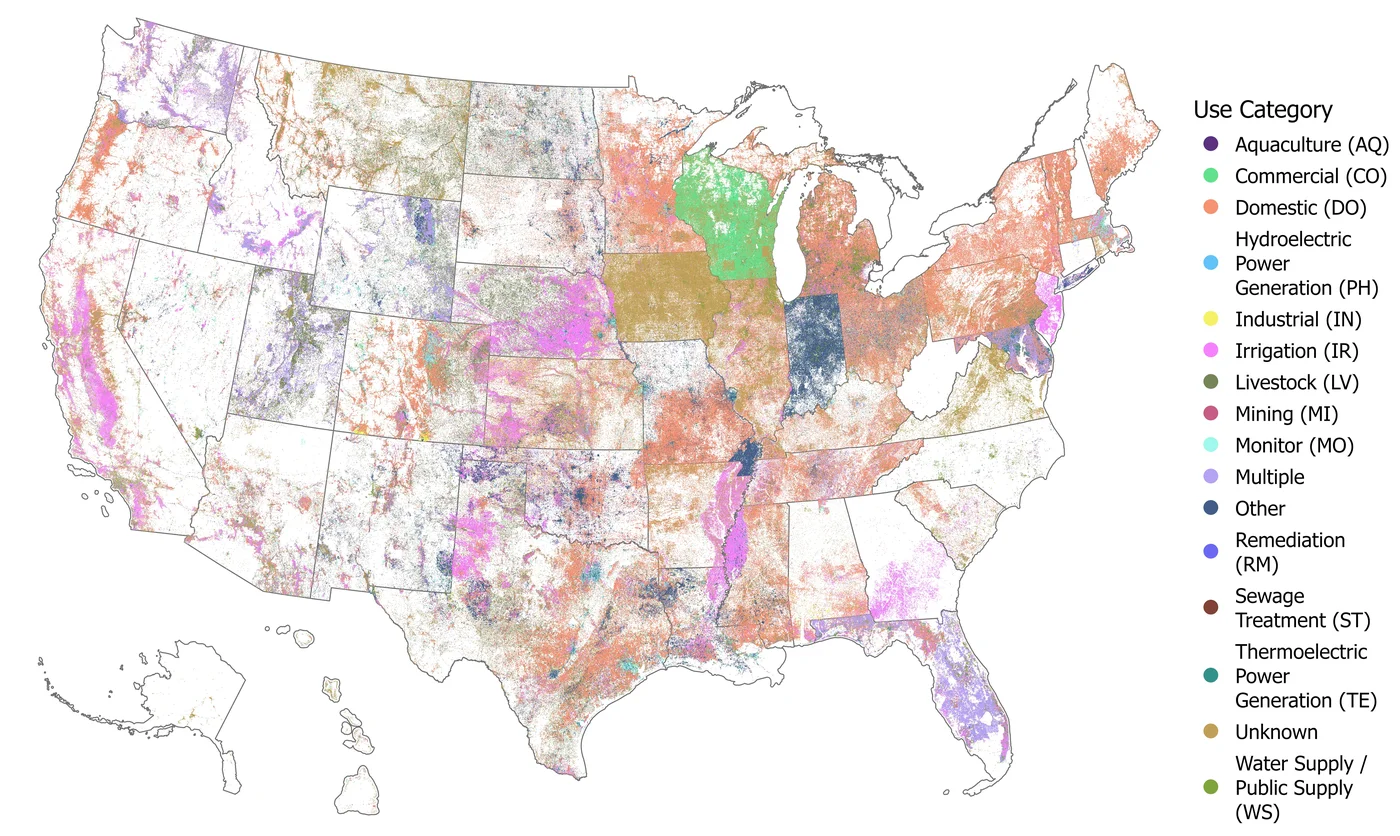 Use Category
Aquaculture (AQ)
Commercial (CO)
Domestic (DO)
Hydroelectric
Power
Generation (PH)
Industrial (IN)
Irrigation (IR)
Livestock (LV)
Mining (MI)
Monitor (MO)
Multiple
Other
Remediation
(RM)
Sewage
Treatment (ST)
Thermoelectric
Power
Generation (TE)
Unknown
Water Supply /
Public Supply
(WS)